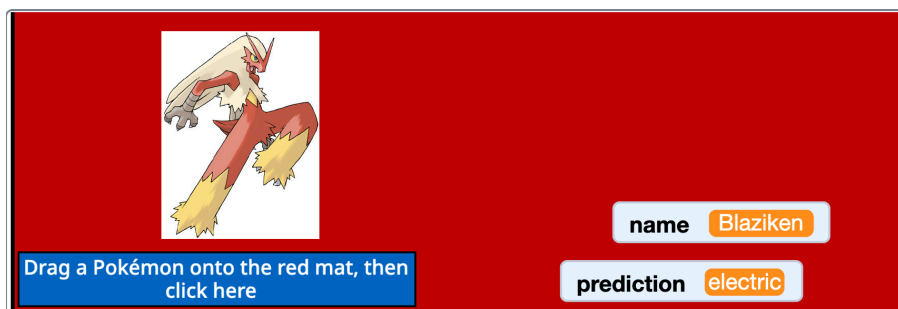 name Blaziken
Drag a Pokémon onto the red mat, then
click here
prediction electric